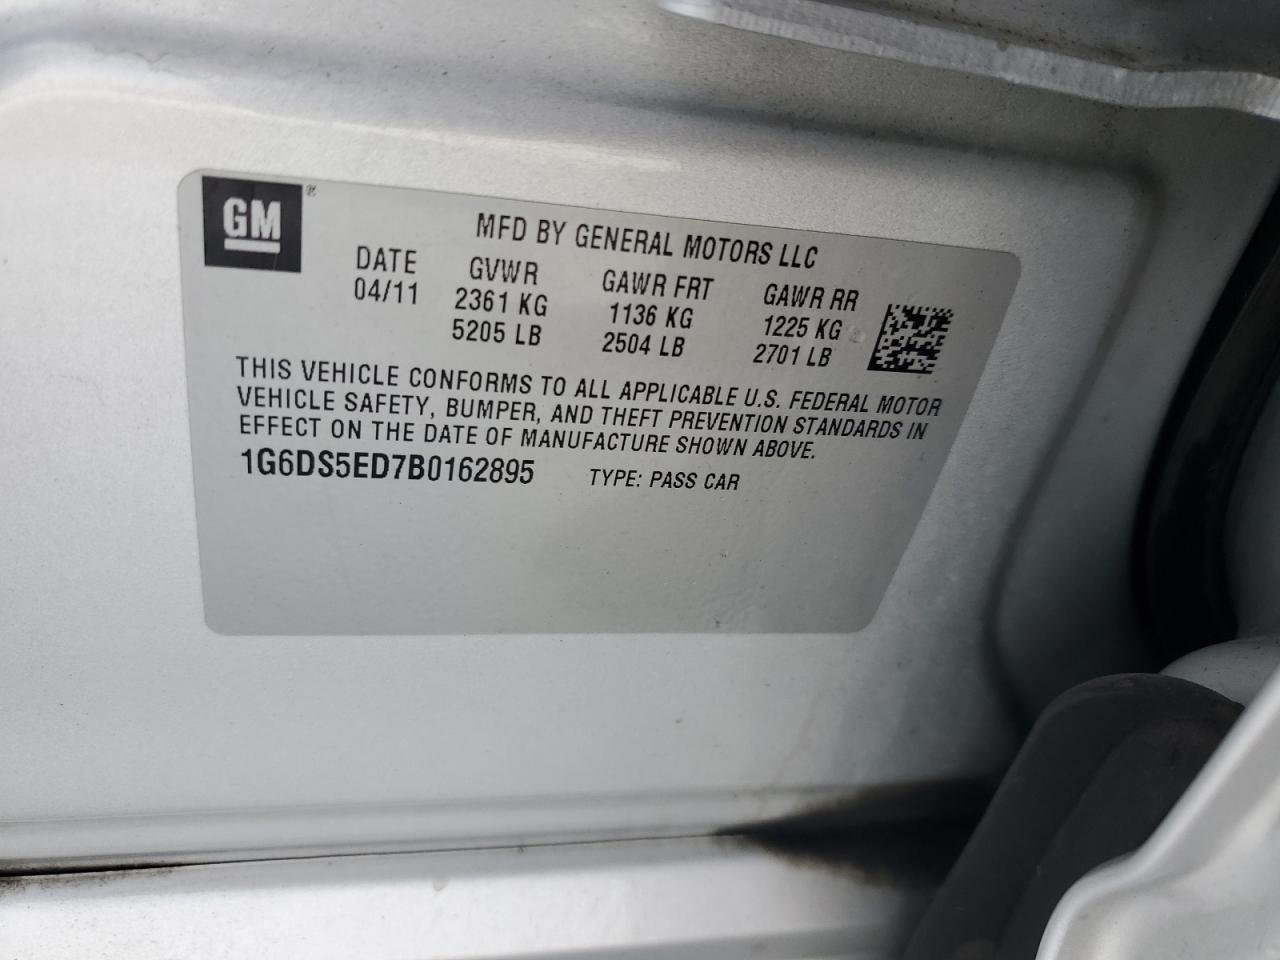 GM ®
MFD BY GENERAL MOTORS LLC
DATE GVWR GAWR FRT GAWR RR
04/11 2361 KG 1136 KG 1225 KG
5205 LB 2504 LB 2701 LB
THIS VEHICLE CONFORMS TO ALL APPLICABLE U.S. FEDERAL MOTOR
VEHICLE SAFETY, BUMPER, AND THEFT PREVENTION STANDARDS IN
EFFECT ON THE DATE OF MANUFACTURE SHOWN ABOVE.
1G6DS5ED7B0162895 TYPE: PASS CAR